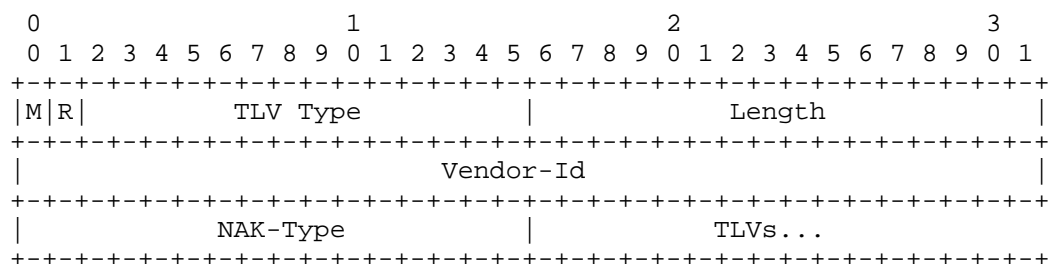 0                   1                   2                   3
 0 1 2 3 4 5 6 7 8 9 0 1 2 3 4 5 6 7 8 9 0 1 2 3 4 5 6 7 8 9 0 1
+-+-+-+-+-+-+-+-+-+-+-+-+-+-+-+-+-+-+-+-+-+-+-+-+-+-+-+-+-+-+-+-+
|M|R|         TLV Type          |            Length             |
+-+-+-+-+-+-+-+-+-+-+-+-+-+-+-+-+-+-+-+-+-+-+-+-+-+-+-+-+-+-+-+-+
|                          Vendor-Id                            |
+-+-+-+-+-+-+-+-+-+-+-+-+-+-+-+-+-+-+-+-+-+-+-+-+-+-+-+-+-+-+-+-+
|            NAK-Type           |           TLVs...
+-+-+-+-+-+-+-+-+-+-+-+-+-+-+-+-+-+-+-+-+-+-+-+-+-+-+-+-+-+-+-+-+